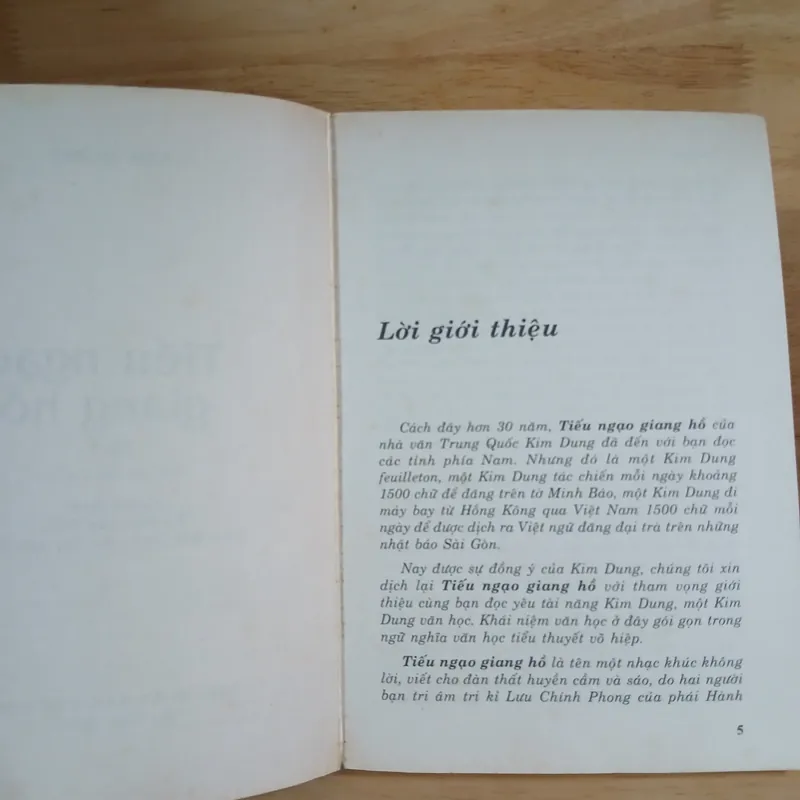 Lời giới thiệu
Cách đây hơn 30 năm, Tiếu ngạo giang hồ của
nhà văn Trung Quốc Kim Dung đã đến với bạn đọc
các tỉnh phía Nam. Nhưng đó là một Kim Dung
feuilleton, một Kim Dung tác chiến mỗi ngày khoảng
1500 chữ để đăng trên tờ Minh Báo, một Kim Dung đi
máy bay từ Hồng Kông qua Việt Nam 1500 chữ mỗi
ngày để được dịch ra Việt ngữ đăng đại trà trên những
nhật báo Sài Gòn.
Nay được sự đồng ý của Kim Dung, chúng tôi xin
dịch lại Tiếu ngạo giang hồ với tham vọng giới
thiệu cùng bạn đọc yêu tài năng Kim Dung, một Kim
Dung văn học. Khái niệm văn học ở đây gói gọn trong
ngữ nghĩa văn học tiểu thuyết võ hiệp.
Tiếu ngạo giang hồ là tên một nhạc khúc không
lời, viết cho đàn thất huyền cầm và sáo, do hai người
bạn tri âm tri kỉ Lưu Chính Phong của phái Hành
5